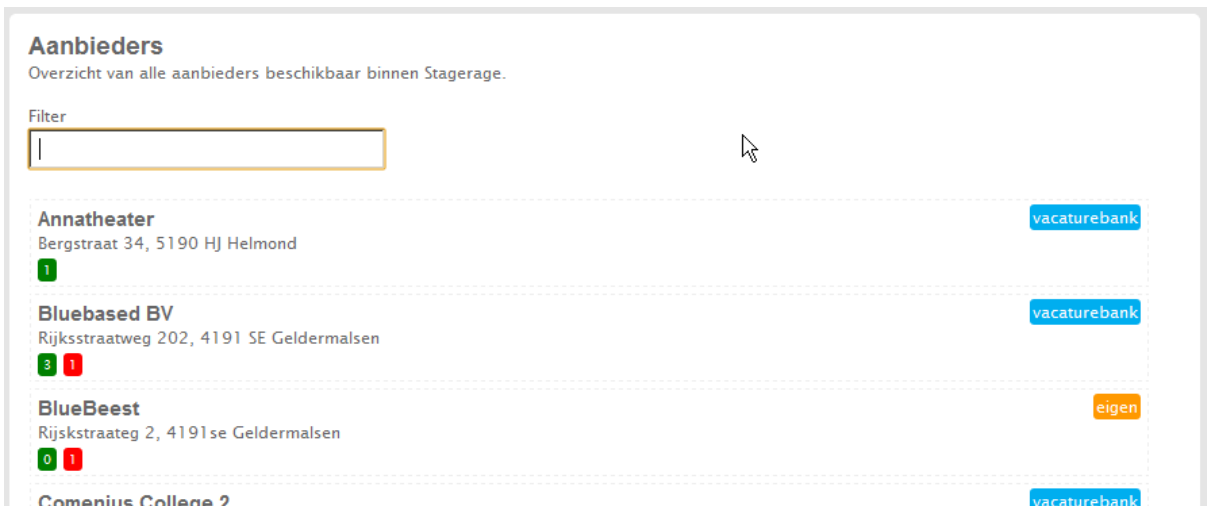 Aanbieders
Overzicht van alle aanbieders beschikbaar binnen Stagerage.
Filter
Annatheater
vacaturebank
Bergstraat 34, 5190 HJ Helmond
1
Bluebased BV
vacaturebank
Rijksstraatweg 202, 4191 SE Geldermalsen
3 1
BlueBeest
eigen
Rijskstraateg 2, 4191se Geldermalsen
0 1
Comenius College 2
vacaturebank